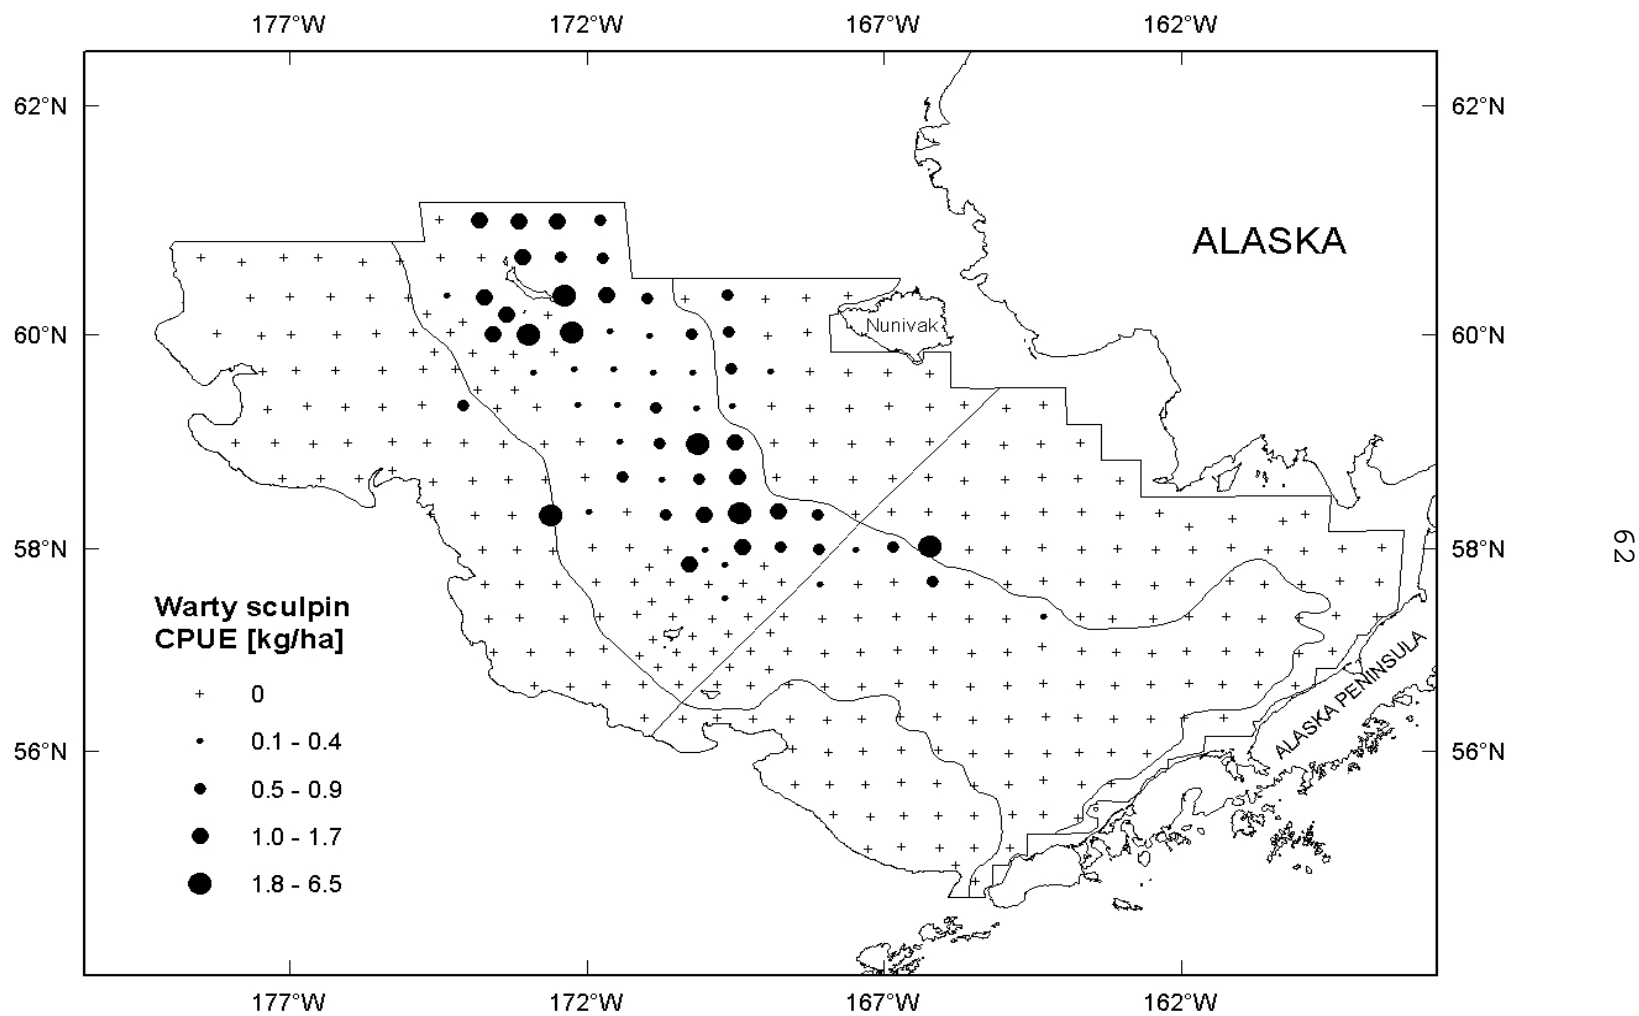 177°W 172°W 167°W 162°W
62°N 62°N
ALASKA
Nunivak
60°N 60°N
58°N 58°N
62
Warty sculpin
CPUE [kg/ha]
0
0.1 - 0.4
0.5 - 0.9
1.0 - 1.7
1.8 - 6.5
ALASKA PENINSULA
56°N 56°N
177°W 172°W 167°W 162°W